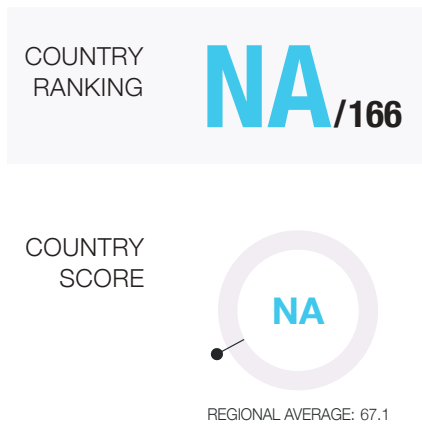 COUNTRY
RANKING
NA/166
COUNTRY
SCORE
NA
REGIONAL AVERAGE: 67.1